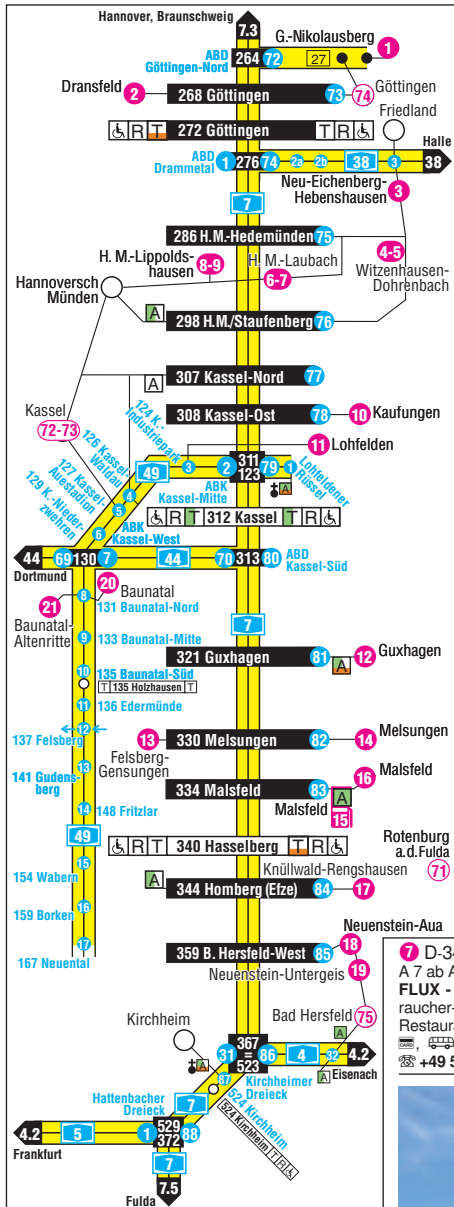 Hannover, Braunschweig
7.3
G.-Nikolausberg
1
ABD
Göttingen-Nord
264
72
27
Dransfeld
2
268 Göttingen
73
74
Göttingen
R T
272 Göttingen
T R
Friedland
ABD
Drammetal
1
276
74
2a
2b
38
3
Halle
38
7
Neu-Eichenberg-
Hebenshausen
3
286 H.M.-Hedemünden
75
4-5
Witzenhausen-
Dohrenbach
H. M.-Lippolds-
hausen
8-9
H. M.-Laubach
6-7
Hannoversch
Münden
A
298 H.M./Staufenberg
76
A
307 Kassel-Nord
77
308 Kassel-Ost
78
10
Kaufungen
Kassel
72-73
124 K.-
Industriepark
126 Kassel-
Waldau
127 Kassel-
Auestadion
129 K.-Nieder-
zwehren
11
Lohfelden
49
3
2
311
123
79
1
Lohfeldener
Rüssel
4
5
6
ABK
Kassel-Mitte
A
ABK
Kassel-West
R T
312 Kassel
T R
44
Dortmund
69
130
7
44
70
313
80
ABD
Kassel-Süd
7
20
Baunatal
21
Baunatal-
Altenritte
8
131 Baunatal-Nord
9
133 Baunatal-Mitte
10
135 Baunatal-Süd
T 135 Holzhausen T
11
136 Edermünde
12
137 Felsberg
13
141 Gudens-
berg
14
148 Fritzlar
49
15
154 Wabern
16
159 Borken
17
167 Neuental
321 Guxhagen
81
A
12
Guxhagen
13
Felsberg-
Gensungen
330 Melsungen
82
14
Melsungen
334 Malsfeld
83
A
16
Malsfeld
Malsfeld
15
R T
340 Hasselberg
T R
Rotenburg
a.d.Fulda
71
Knüllwald-Rengshausen
A
344 Homberg (Efze)
84
17
Neuenstein-Aua
359 B. Hersfeld-West
85
18
19
Neuenstein-Untergeis
Bad Hersfeld
75
A
Kirchheim
A
31
367
=
523
86
4
32
A
4.2
Eisenach
87
Kirchheimer
Dreieck
524 Kirchheim
524 Kirchheim T R
Hattenbacher
Dreieck
7
4.2
Frankfurt
5
1
529
372
88
7
7.5
Fulda
7 D-34
A 7 ab A
FLUX -
raucher-
Restaura
CARD
+49 5